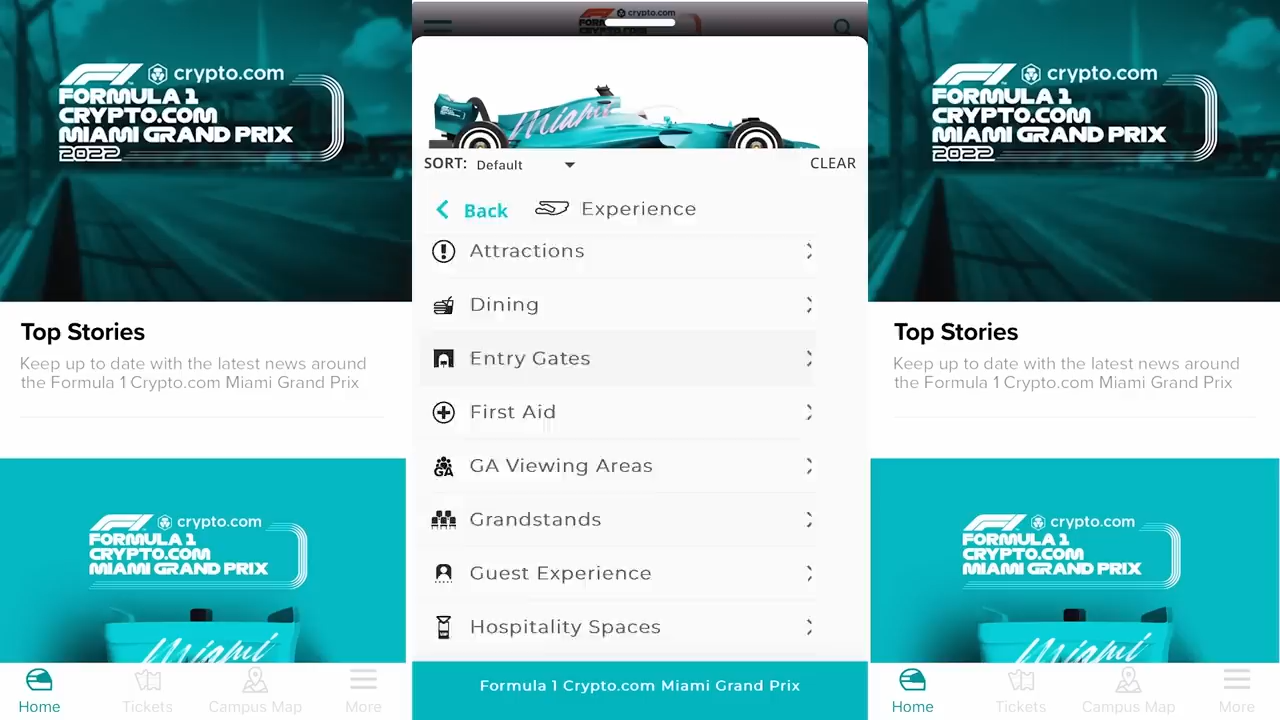 crypto.com
FORMULA 1
CRYPTO.COM
MIAMI GRAND PRIX
2022
Top Stories
Keep up to date with the latest news around
the Formula 1 Crypto.com Miami Grand Prix
crypto.com
FORMULA 1
CRYPTO.COM
MIAMI GRAND PRIX
Miami
Home
Tickets
Campus Map
More
crypto.com
Miami
SORT: Default
CLEAR
Back
Experience
Attractions
Dining
Entry Gates
First Aid
GA Viewing Areas
GA
Grandstands
Guest Experience
Hospitality Spaces
VIP
Formula 1 Crypto.com Miami Grand Prix
crypto.com
FORMULA 1
CRYPTO.COM
MIAMI GRAND PRIX
2022
Top Stories
Keep up to date with the latest news around
the Formula 1 Crypto.com Miami Grand Prix
crypto.com
FORMULA 1
CRYPTO.COM
MIAMI GRAND PRIX
Miami
Home
Tickets
Campus Map
More